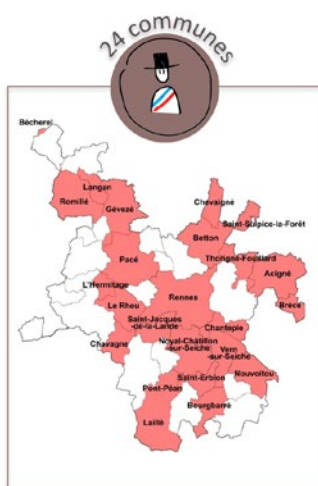 24 communes
Bécherel
Langan
Romillé
Gévezé
Chevaigné
Saint-Sulpice-la-Forêt
Betton
Thorigné-Fouillard
Pacé
Acigné
L'Hermitage
Rennes
Brécé
Le Rheu
Saint-Jacques
-de-la-Lande
Chantepie
Noyal-Châtillon
-sur-Seiche
Vern
-sur-Seiche
Chavagne
Nouvoitou
Saint-Erblon
Pont-Péan
Bourgbarré
Laillé